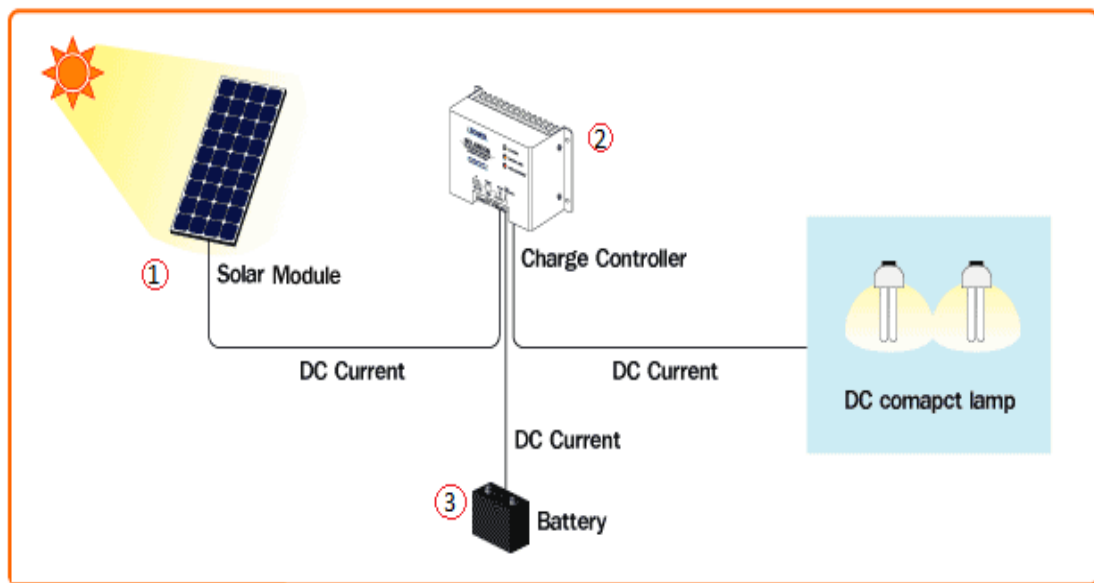 ②
①
Solar Module
Charge Controller
DC Current
DC Current
DC comapct lamp
DC Current
③
Battery